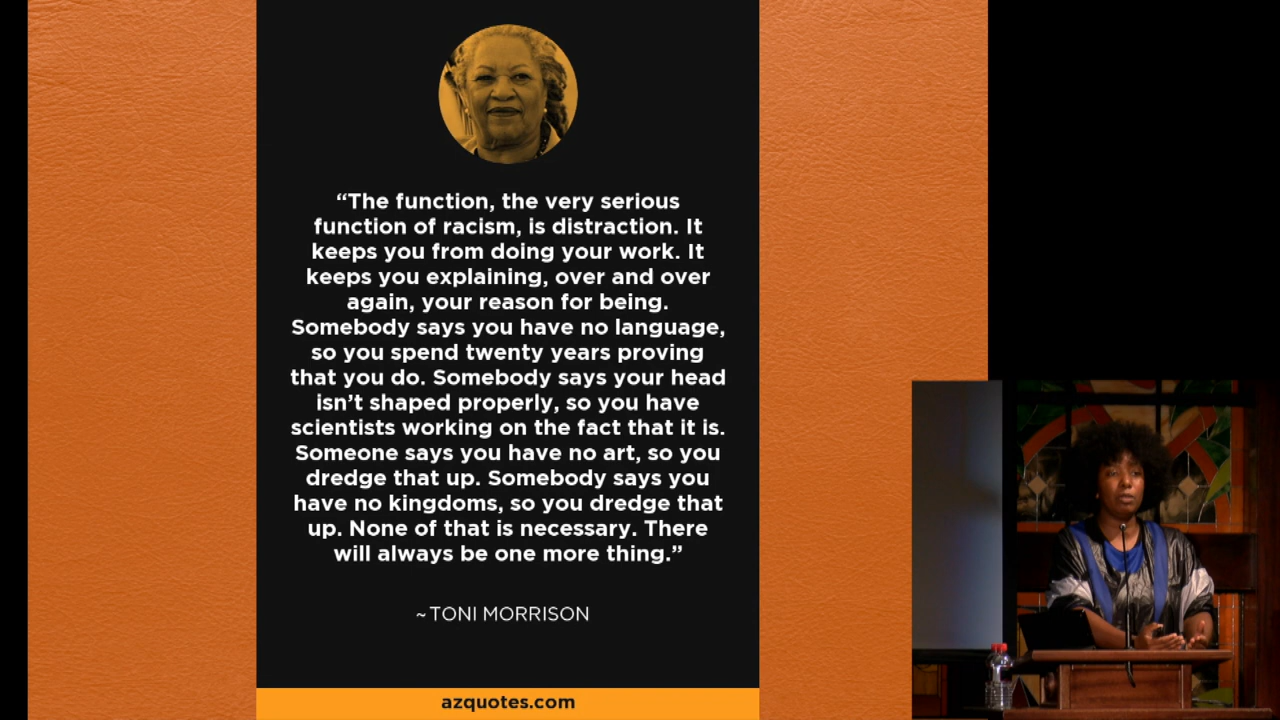 “The function, the very serious
function of racism, is distraction. It
keeps you from doing your work. It
keeps you explaining, over and over
again, your reason for being.
Somebody says you have no language,
so you spend twenty years proving
that you do. Somebody says your head
isn’t shaped properly, so you have
scientists working on the fact that it is.
Someone says you have no art, so you
dredge that up. Somebody says you
have no kingdoms, so you dredge that
up. None of that is necessary. There
will always be one more thing.”
~ TONI MORRISON
azquotes.com